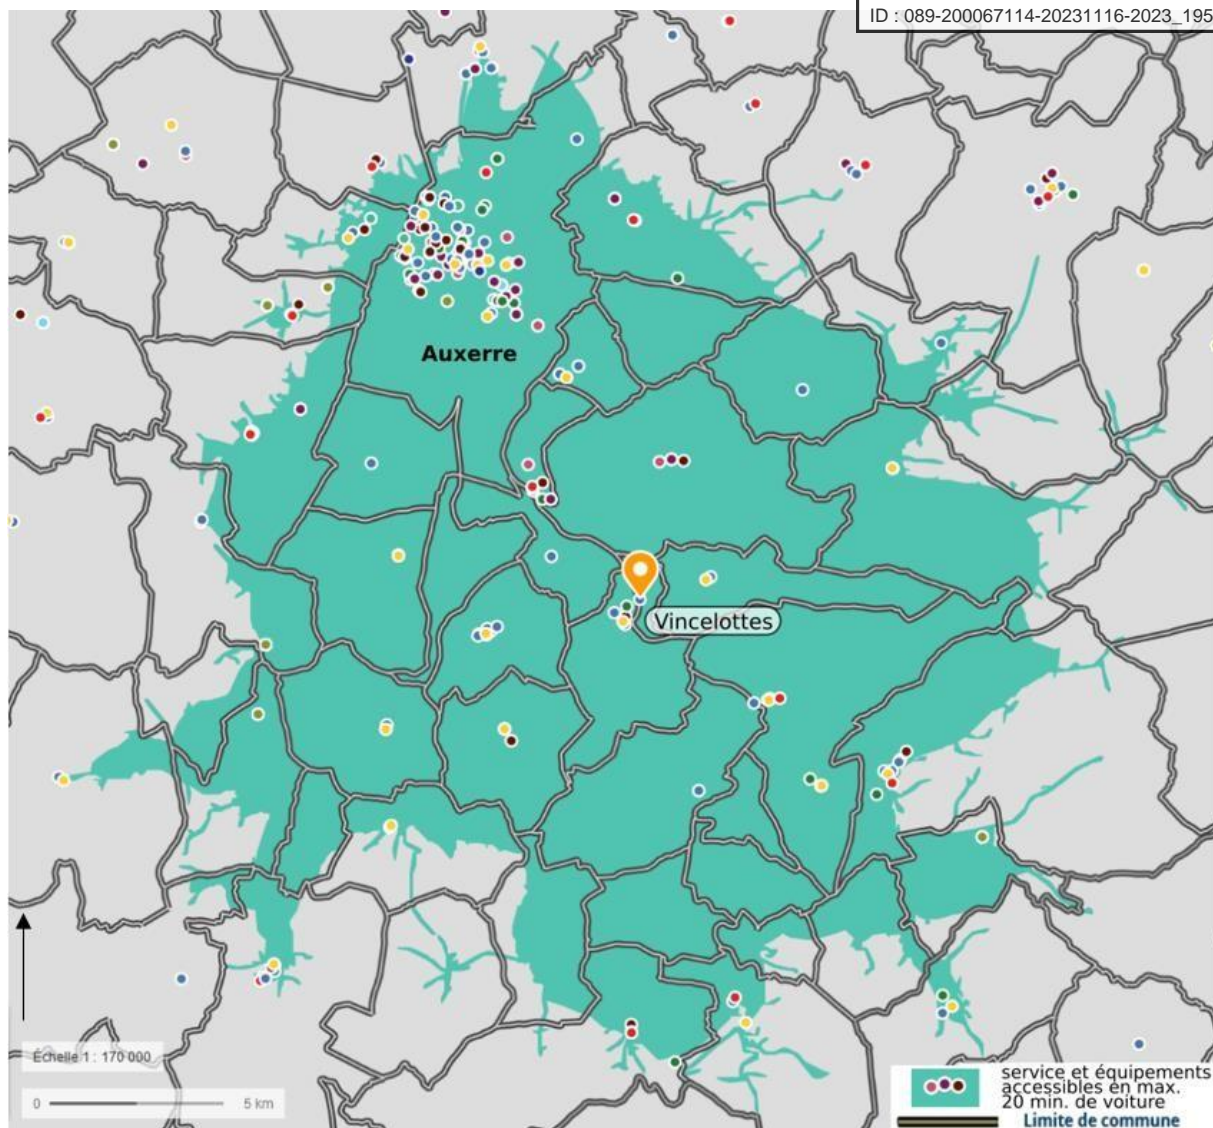 ID : 089-200067114-20231116-2023_195
Auxerre
Vincelottes
Échelle 1 : 170 000
0 5 km
service et équipements
accessibles en max.
20 min. de voiture
Limite de commune